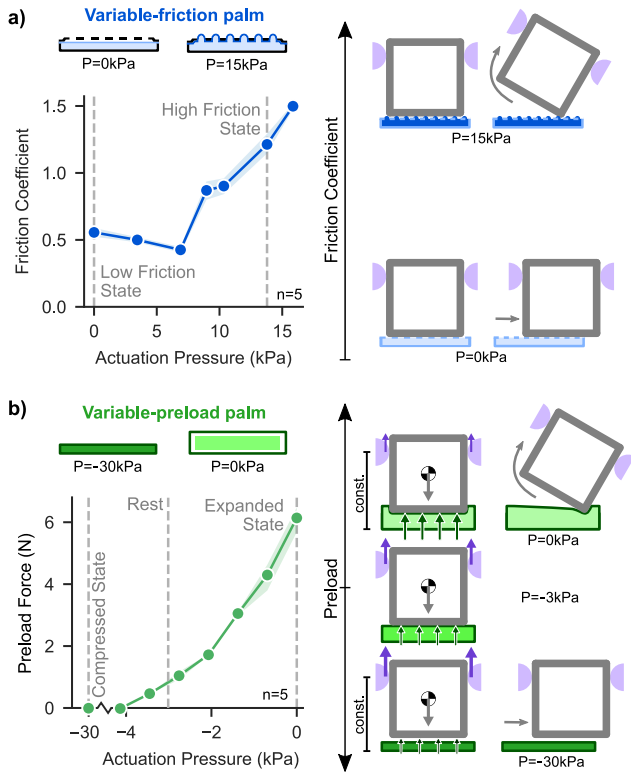 a)
Variable-friction palm
P=0kPa
P=15kPa
Friction Coefficient
1.5
1.0
0.5
0.0
High Friction
State
Low Friction
State
n=5
0
5
10
15
Actuation Pressure (kPa)
Friction Coefficient
P=15kPa
P=0kPa
b)
Variable-preload palm
P=-30kPa
P=0kPa
Preload Force (N)
6
4
2
0
Compressed State
Rest
Expanded
State
n=5
−30
−4
−2
0
Actuation Pressure (kPa)
Preload
const.
P=0kPa
P=-3kPa
const.
P=-30kPa